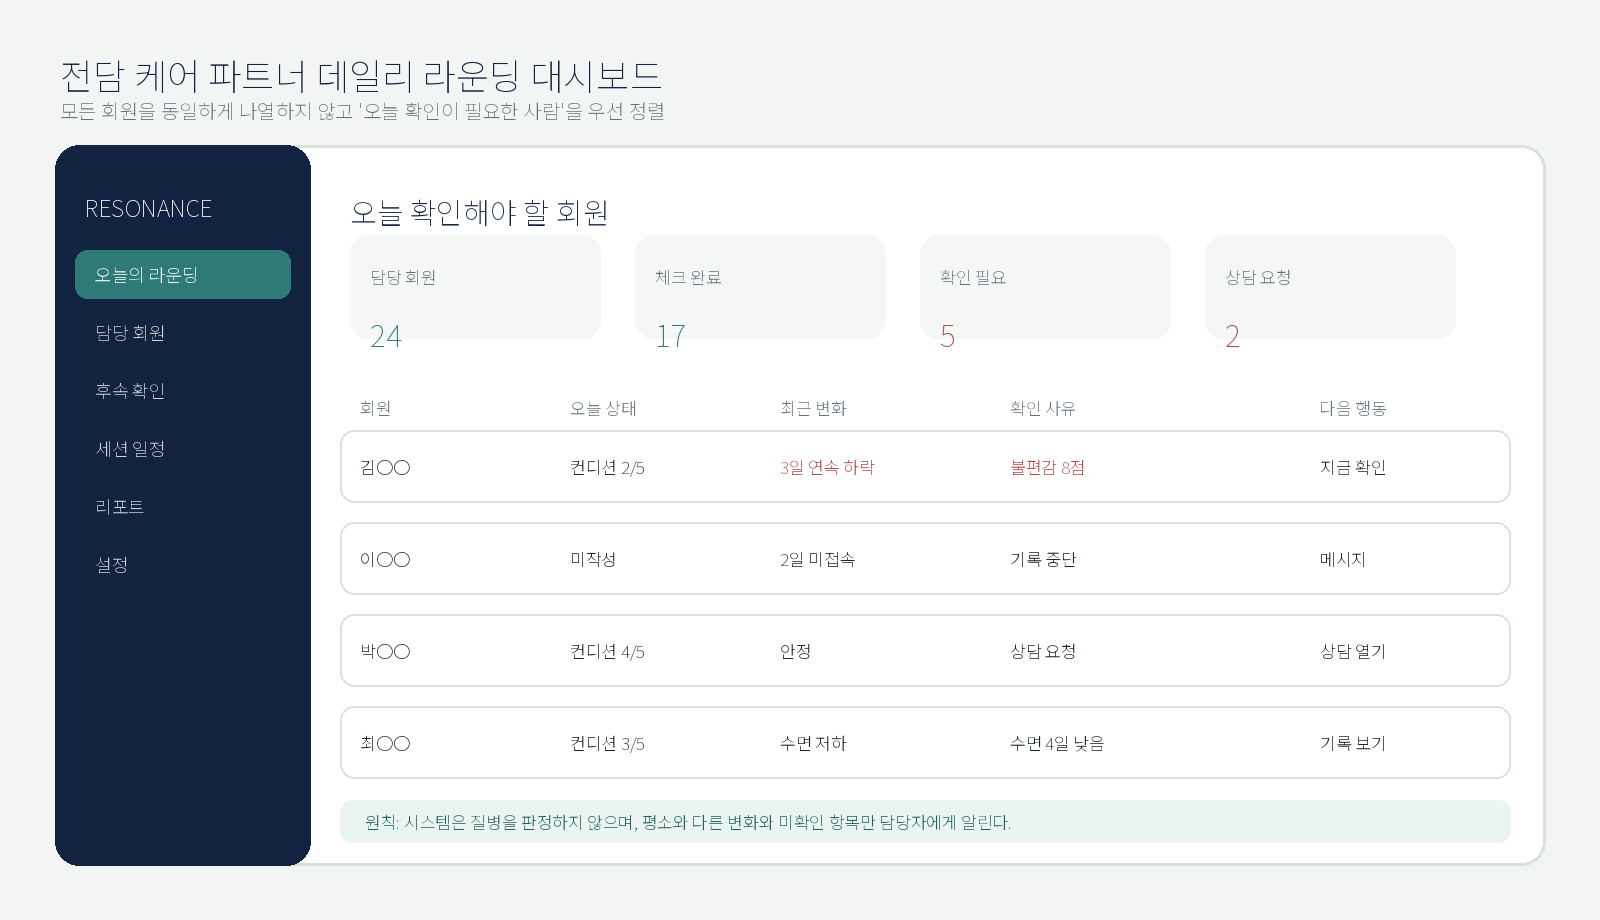 전담 케어 파트너 데일리 라운딩 대시보드
모든 회원을 동일하게 나열하지 않고 '오늘 확인이 필요한 사람'을 우선 정렬
RESONANCE
오늘의 라운딩
담당 회원
후속 확인
세션 일정
리포트
설정
오늘 확인해야 할 회원
담당 회원 체크 완료 확인 필요 상담 요청
24 17 5 2
회원 오늘 상태 최근 변화 확인 사유 다음 행동
김○○ 컨디션 2/5 3일 연속 하락 불편감 8점 지금 확인
이○○ 미작성 2일 미접속 기록 중단 메시지
박○○ 컨디션 4/5 안정 상담 요청 상담 열기
최○○ 컨디션 3/5 수면 저하 수면 4일 낮음 기록 보기
원칙: 시스템은 질병을 판정하지 않으며, 평소와 다른 변화와 미확인 항목만 담당자에게 알린다.